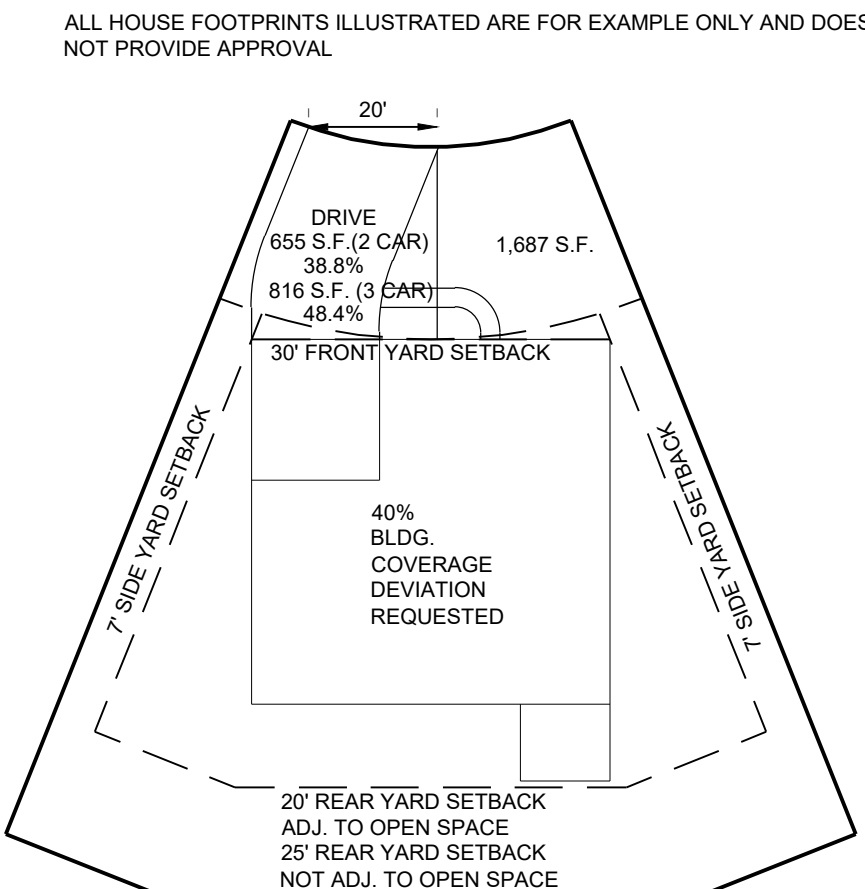 ALL HOUSE FOOTPRINTS ILLUSTRATED ARE FOR EXAMPLE ONLY AND DOES
NOT PROVIDE APPROVAL
20'
DRIVE
655 S.F.(2 CAR)
38.8%
816 S.F. (3 CAR)
48.4%
1,687 S.F.
30' FRONT YARD SETBACK
7' SIDE YARD SETBACK
7' SIDE YARD SETBACK
40%
BLDG.
COVERAGE
DEVIATION
REQUESTED
20' REAR YARD SETBACK
ADJ. TO OPEN SPACE
25' REAR YARD SETBACK
NOT ADJ. TO OPEN SPACE